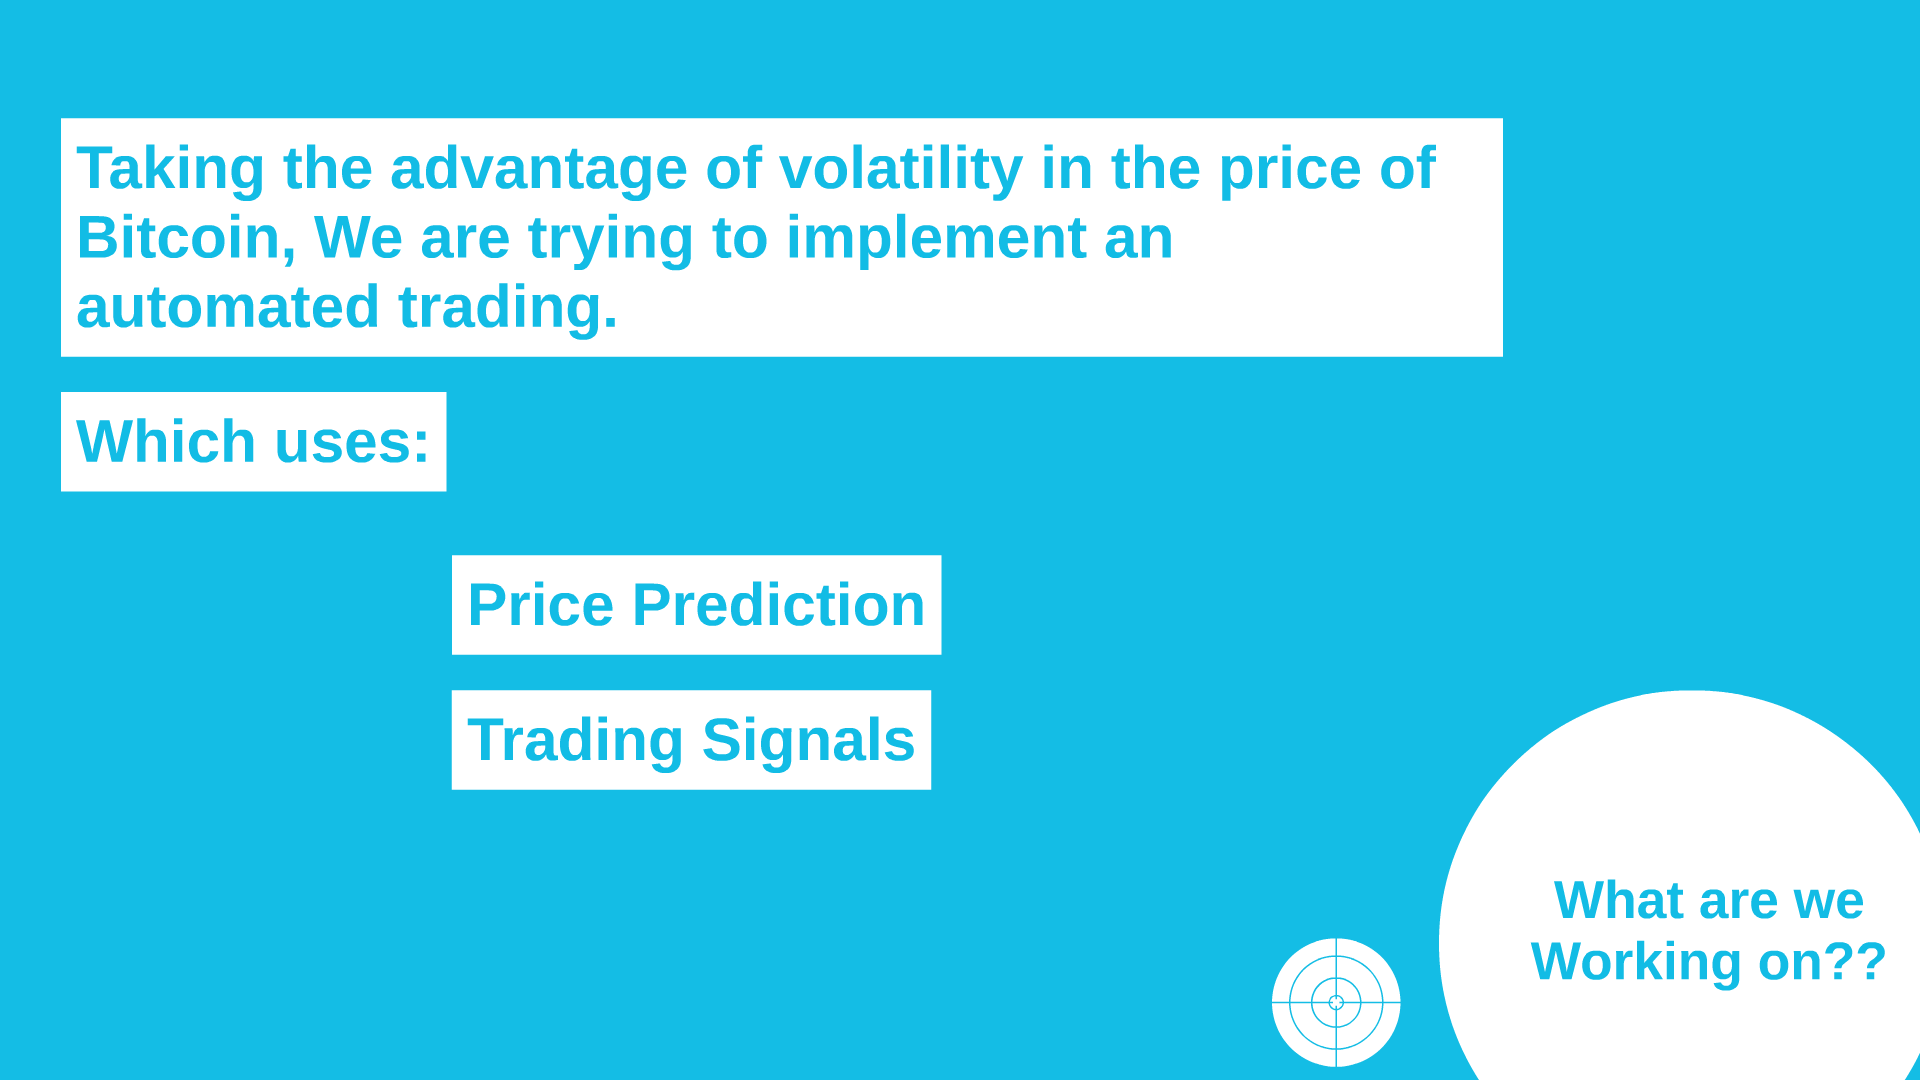 Taking the advantage of volatility in the price of
Bitcoin, We are trying to implement an
automated trading.
Which uses:
Price Prediction
Trading Signals
What are we
Working on??